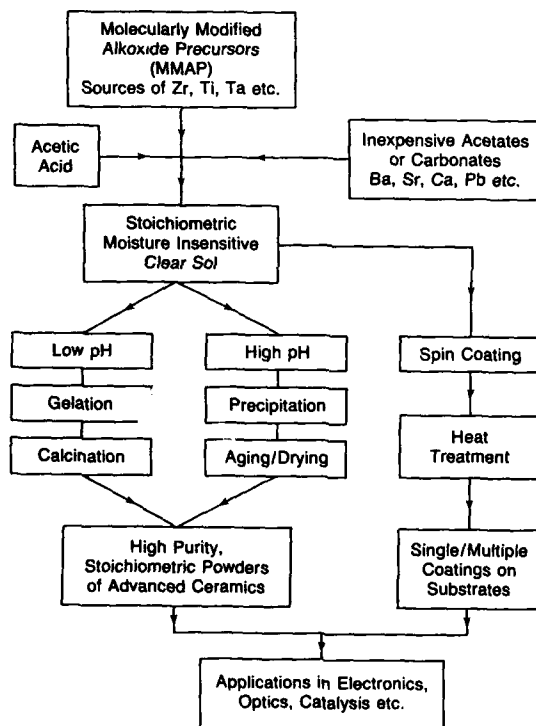 Molecularly Modified
Alkoxide Precursors
(MMAP)
Sources of Zr, Ti, Ta etc.
Acetic
Acid
Inexpensive Acetates
or Carbonates
Ba, Sr, Ca, Pb etc.
Stoichiometric
Moisture Insensitive
Clear Sol
Low pH
High pH
Spin Coating
Gelation
Precipitation
Heat
Treatment
Calcination
Aging/Drying
High Purity,
Stoichiometric Powders
of Advanced Ceramics
Single/Multiple
Coatings on
Substrates
Applications in Electronics,
Optics, Catalysis etc.